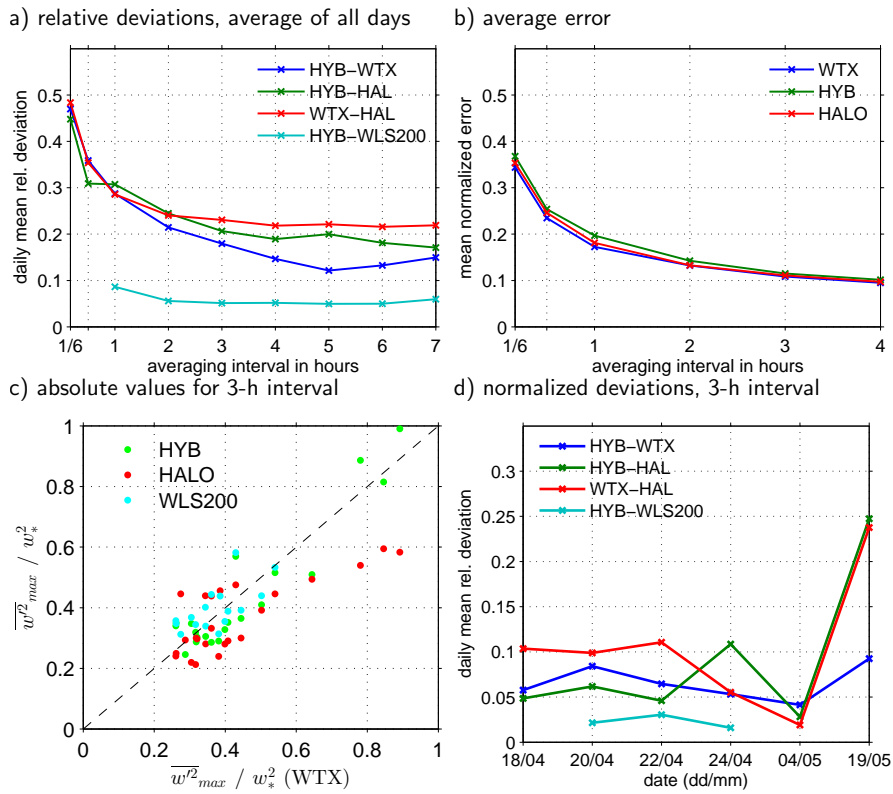 a) relative deviations, average of all days
daily mean rel. deviation
0.5
0.4
0.3
0.2
0.1
0
HYB−WTX
HYB−HAL
WTX−HAL
HYB−WLS200
1/6 1 2 3 4 5 6 7
averaging interval in hours
b) average error
mean normalized error
0.5
0.4
0.3
0.2
0.1
0
WTX
HYB
HALO
1/6 1 2 3 4
averaging interval in hours
c) absolute values for 3-h interval
w′²max / w²*
1
0.8
0.6
0.4
0.2
0
HYB
HALO
WLS200
0 0.2 0.4 0.6 0.8 1
w′²max / w²* (WTX)
d) normalized deviations, 3-h interval
daily mean rel. deviation
0.3
0.25
0.2
0.15
0.1
0.05
0
HYB−WTX
HYB−HAL
WTX−HAL
HYB−WLS200
18/04 20/04 22/04 24/04 04/05 19/05
date (dd/mm)